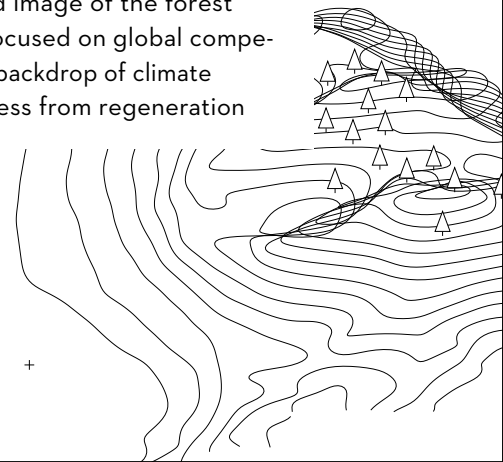 d image of the forest
ocused on global compe-
backdrop of climate
ess from regeneration